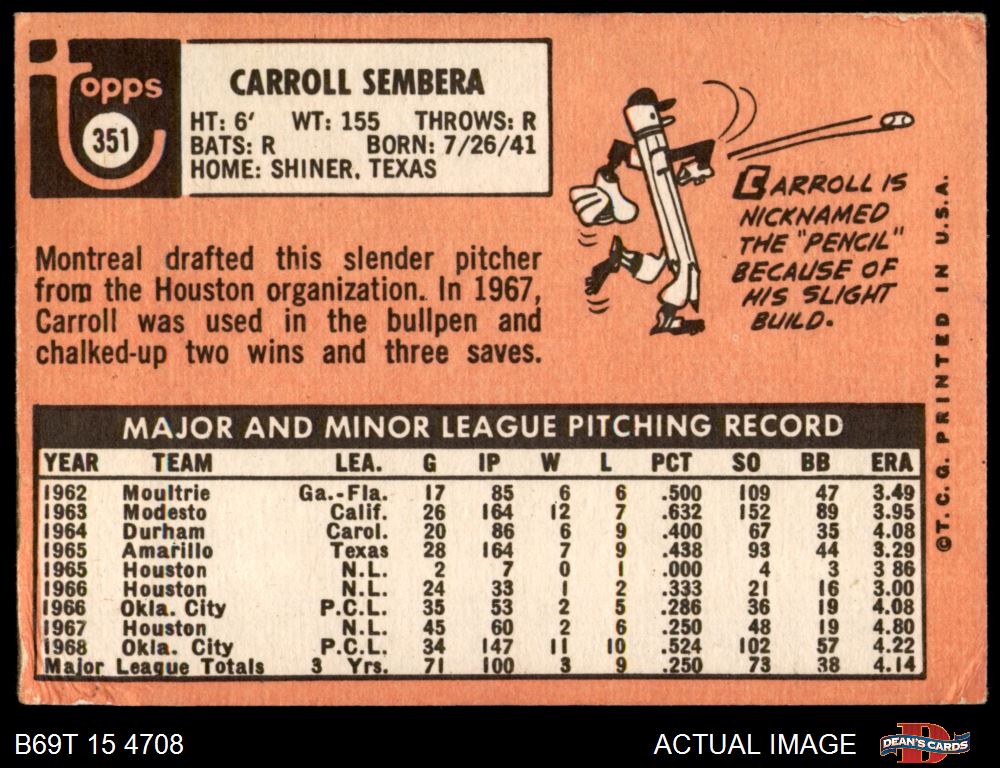 topps
351
CARROLL SEMBERA
HT: 6' WT: 155 THROWS: R
BATS: R BORN: 7/26/41
HOME: SHINER, TEXAS
Montreal drafted this slender pitcher
from the Houston organization. In 1967,
Carroll was used in the bullpen and
chalked-up two wins and three saves.
CARROLL IS
NICKNAMED
THE "PENCIL"
BECAUSE OF
HIS SLIGHT
BUILD.
©T. C. G. PRINTED IN U.S.A.
MAJOR AND MINOR LEAGUE PITCHING RECORD
YEAR TEAM LEA. G IP W L PCT SO BB ERA
1962 Moultrie Ga.-Fla. 17 85 6 6 .500 109 47 3.49
1963 Modesto Calif. 26 164 12 7 .632 152 89 3.95
1964 Durham Carol. 20 86 6 9 .400 67 35 4.08
1965 Amarillo Texas 28 164 7 9 .438 93 44 3.29
1965 Houston N.L. 2 7 0 1 .000 4 3 3.86
1966 Houston N.L. 24 33 1 2 .333 21 16 3.00
1966 Okla. City P.C.L. 35 53 2 5 .286 36 19 4.08
1967 Houston N.L. 45 60 2 6 .250 48 19 4.80
1968 Okla. City P.C.L. 34 147 11 10 .524 102 57 4.22
Major League Totals 3 Yrs. 71 100 3 9 .250 73 38 4.14
B69T 15 4708
ACTUAL IMAGE
DEAN'S CARDS